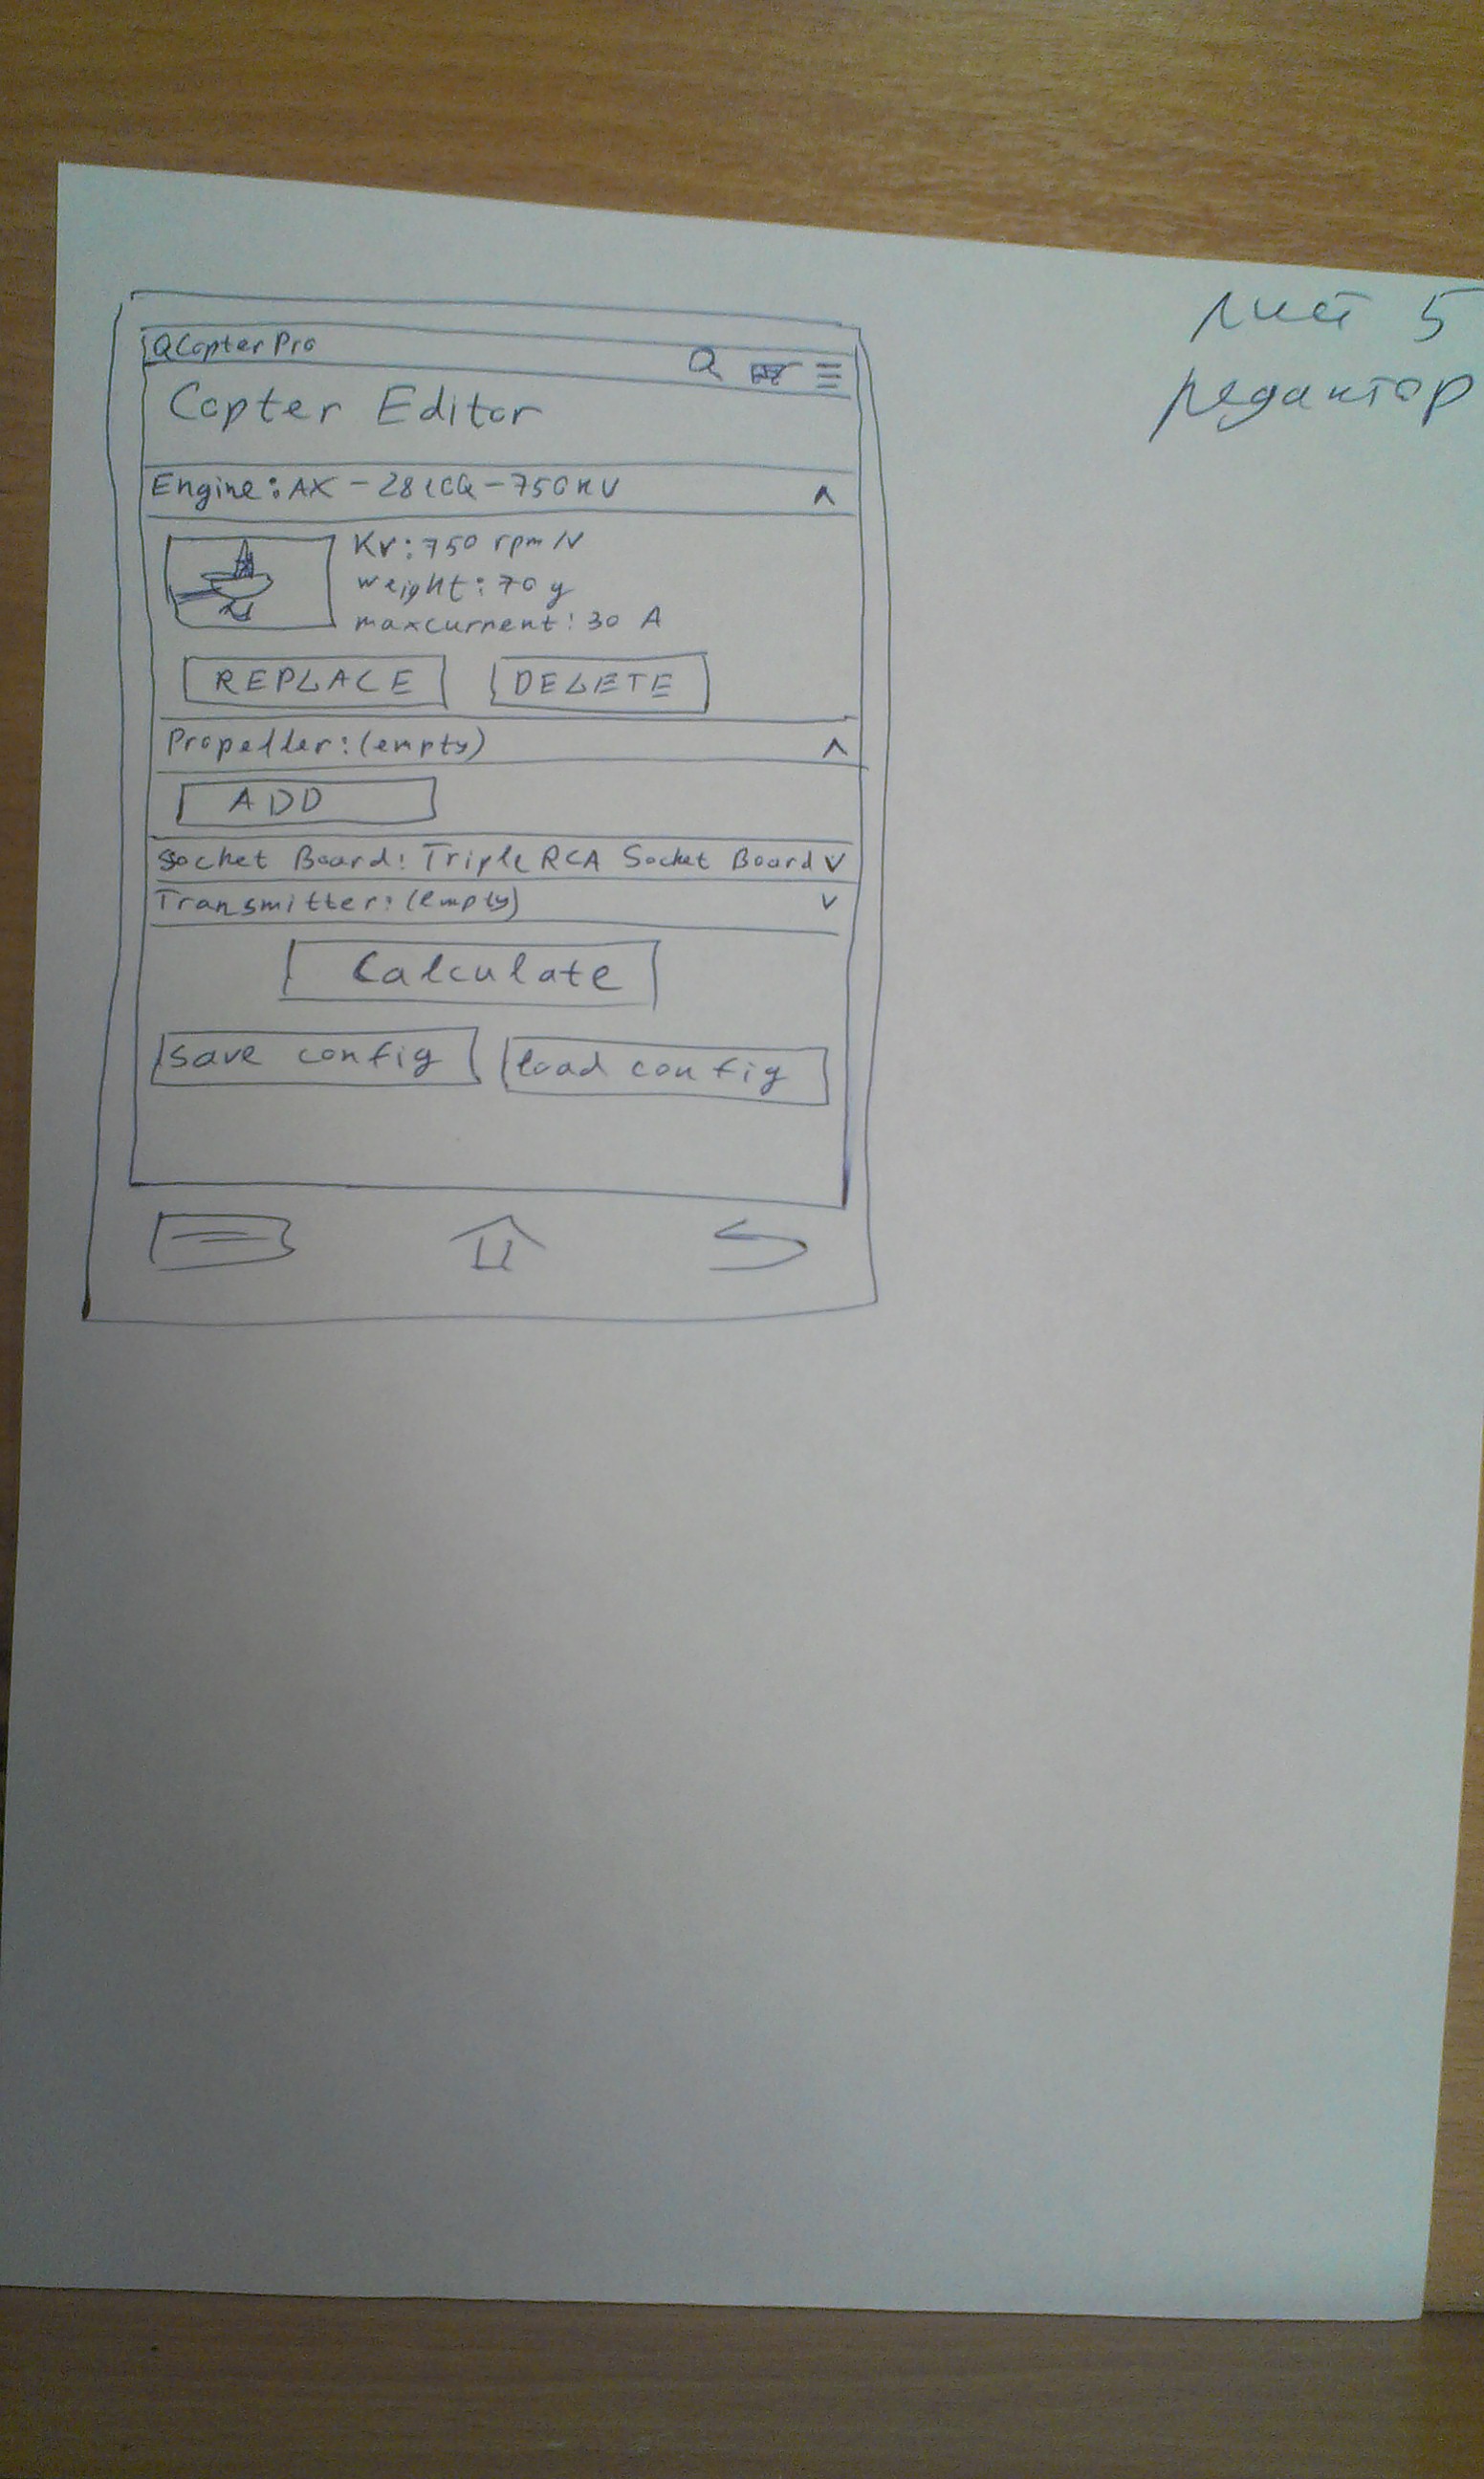 лист 5
редактор
QCopterPro
Copter Editor
Engine: AX-2810Q-750KV
Kv: 750 rpm/V
weight: 70 g
maxcurrent: 30 A
REPLACE DELETE
Propeller: (empty)
ADD
Socket Board: Triple RCA Socket Board
Transmitter: (empty)
Calculate
save config load config